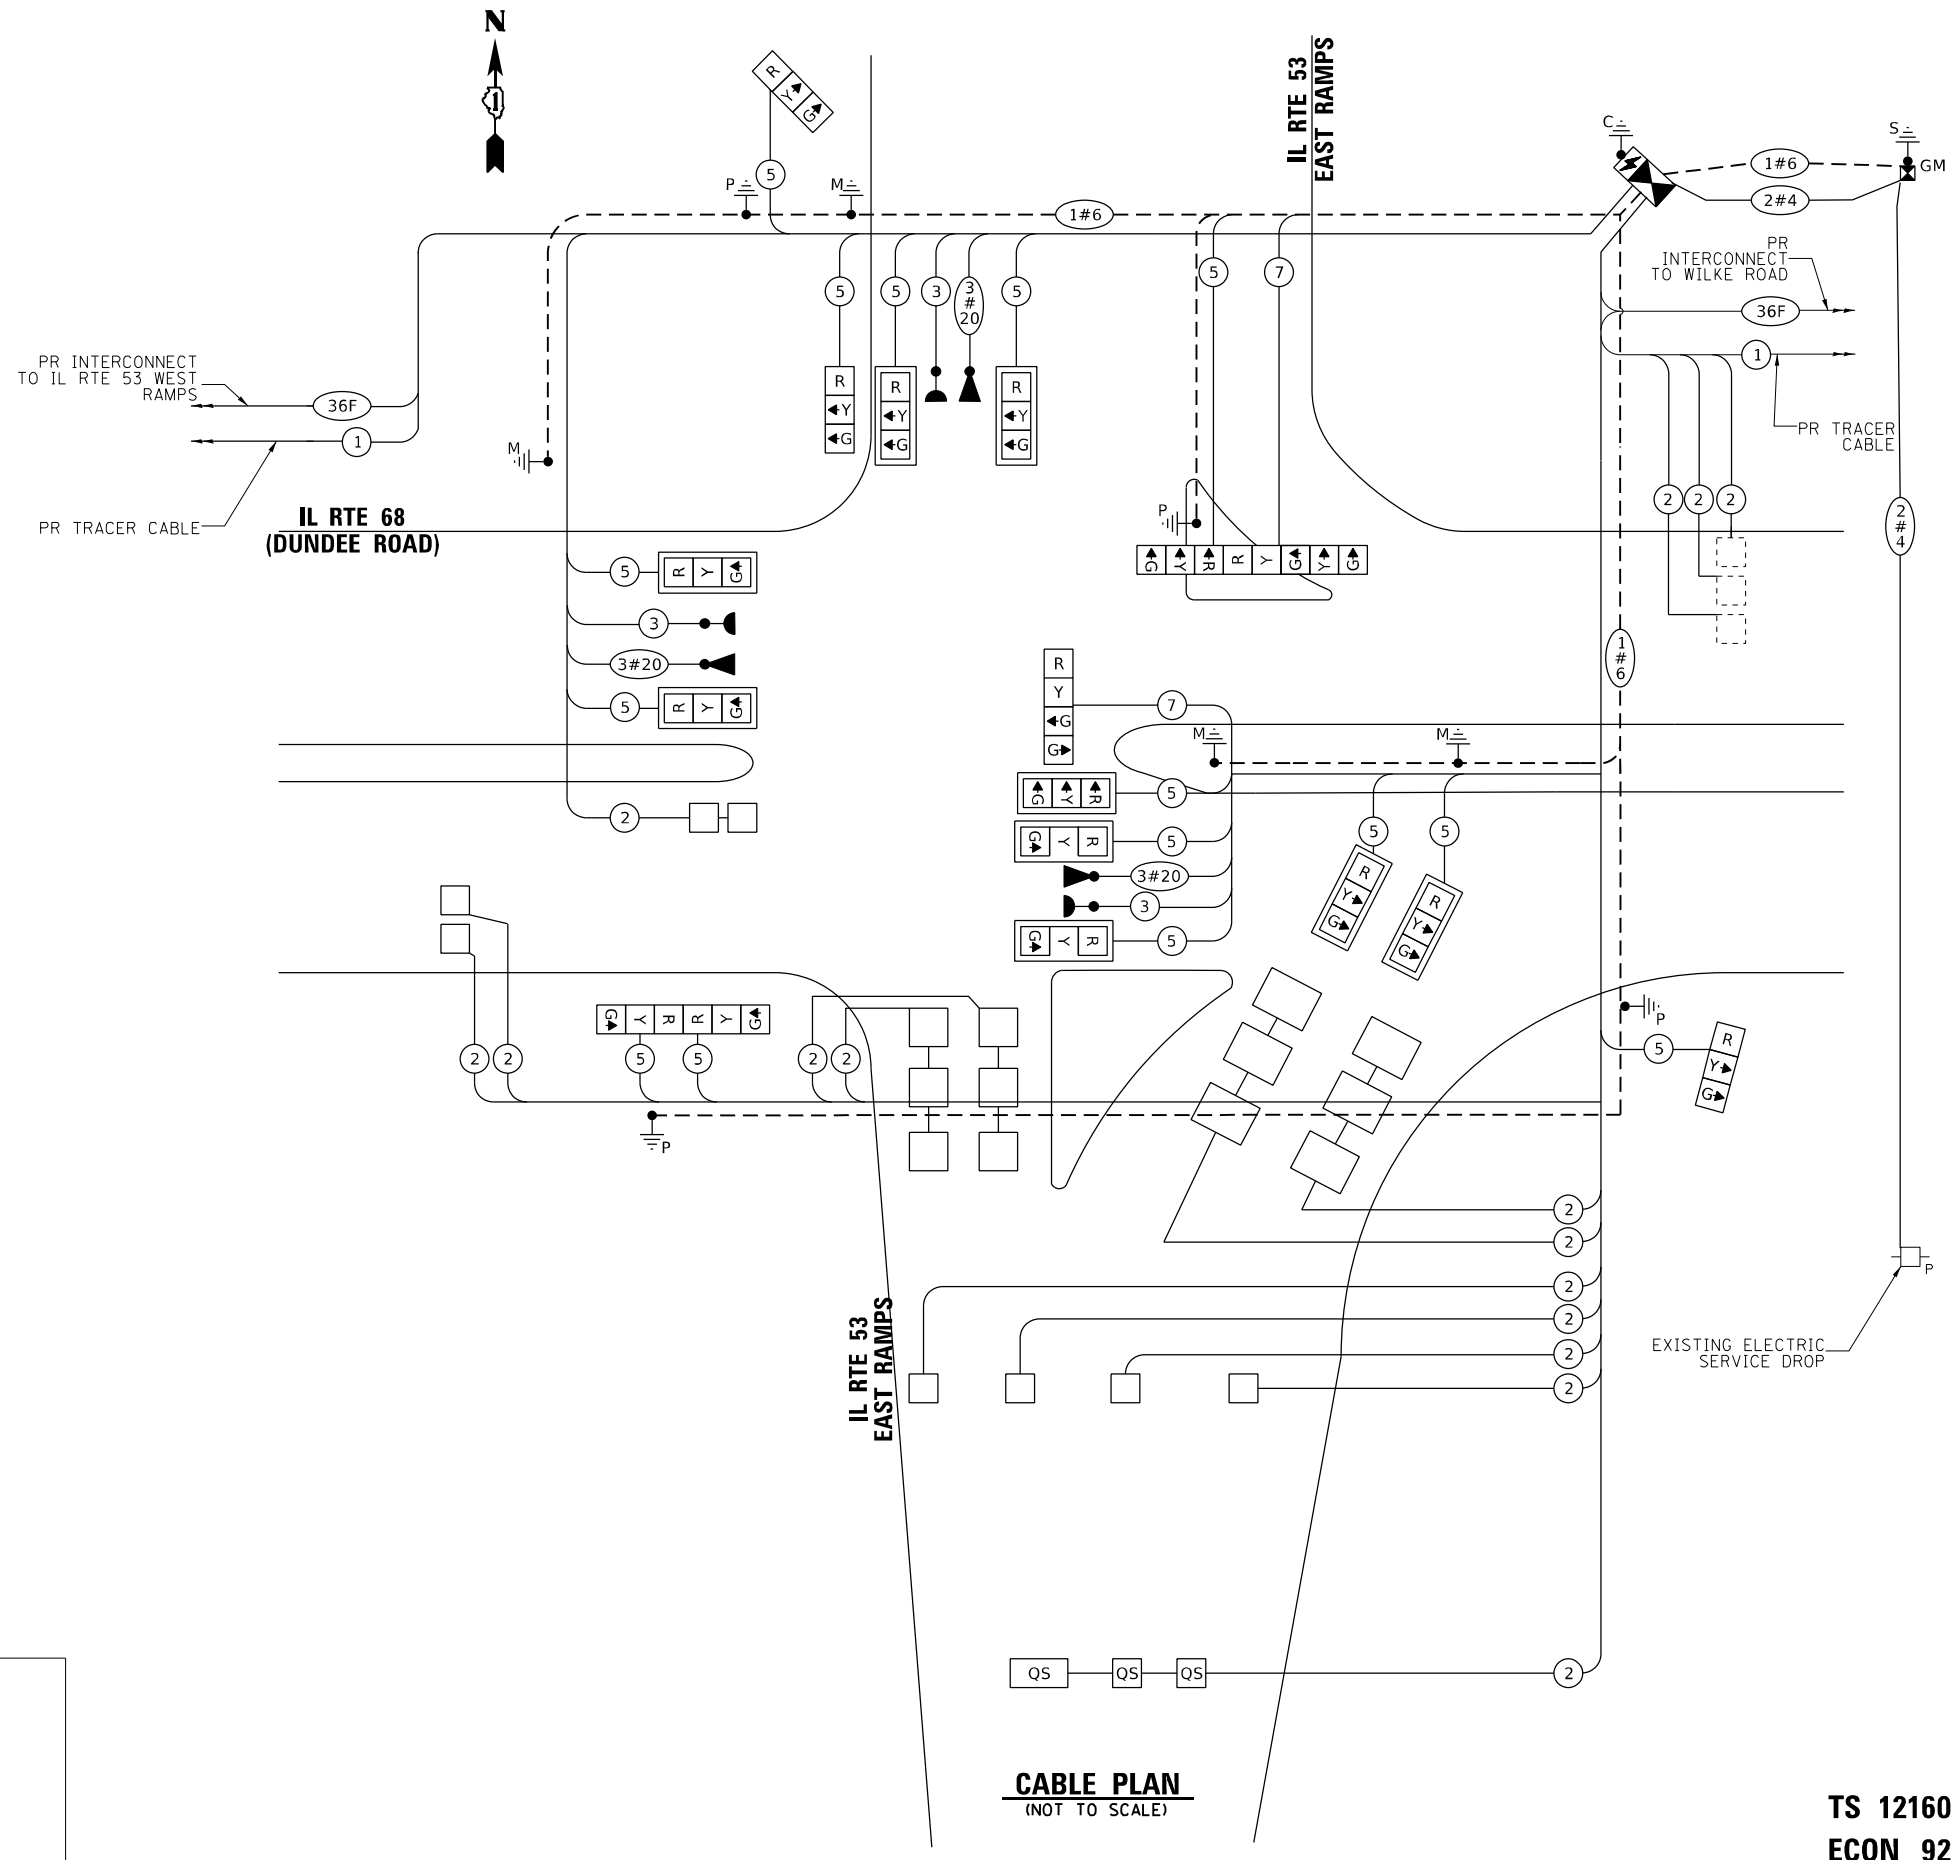 N
1
R
Y
G
5
P
M
1#6
IL RTE 53
EAST RAMPS
C
S
GM
1#6
2#4
PR
INTERCONNECT
TO WILKE ROAD
36F
1
PR TRACER
CABLE
PR INTERCONNECT
TO IL RTE 53 WEST
RAMPS
36F
1
PR TRACER CABLE
M
IL RTE 68
(DUNDEE ROAD)
5
5
3
3
#
20
5
5
7
R
Y
G
R
Y
G
R
Y
G
2
2
2
2
#
4
P
G
Y
R
R
Y
G
Y
G
5
R
Y
G
3
3#20
5
R
Y
G
2
1
#
6
R
Y
G
G
7
M
M
G
Y
R
5
G
Y
R
5
3#20
3
G
Y
R
5
5
5
R
Y
G
R
Y
G
G
Y
R
R
Y
G
2
2
5
5
2
2
P
P
5
R
Y
G
2
2
2
2
2
2
P
EXISTING ELECTRIC
SERVICE DROP
IL RTE 53
EAST RAMPS
QS
QS
QS
2
CABLE PLAN
(NOT TO SCALE)
TS 12160
ECON 92